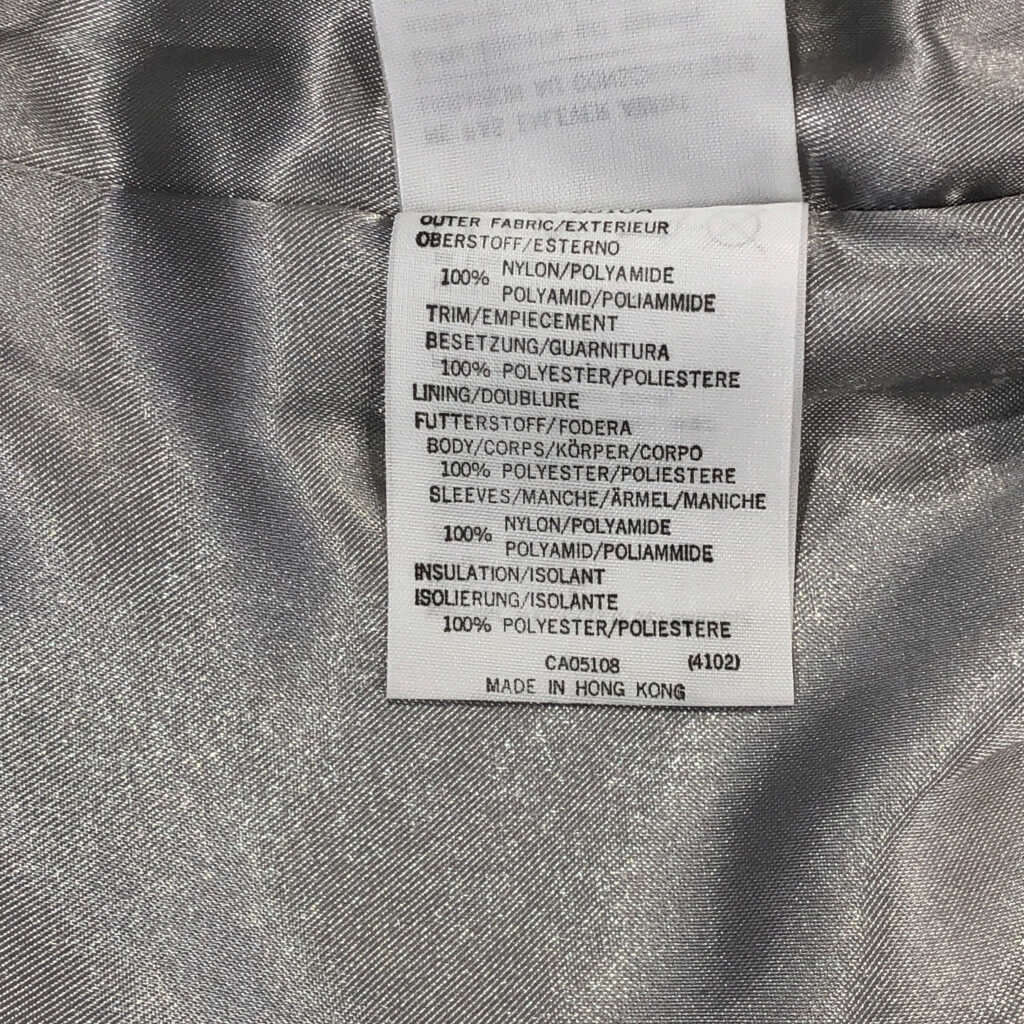 OUTER FABRIC/EXTERIEUR
OBERSTOFF/ESTERNO
100% NYLON/POLYAMIDE
POLYAMID/POLIAMMIDE
TRIM/EMPIECEMENT
BESETZUNG/GUARNITURA
100% POLYESTER/POLIESTERE
LINING/DOUBLURE
FUTTERSTOFF/FODERA
BODY/CORPS/KÖRPER/CORPO
100% POLYESTER/POLIESTERE
SLEEVES/MANCHE/ÄRMEL/MANICHE
100% NYLON/POLYAMIDE
POLYAMID/POLIAMMIDE
INSULATION/ISOLANT
ISOLIERUNG/ISOLANTE
100% POLYESTER/POLIESTERE
CA05108 (4102)
MADE IN HONG KONG